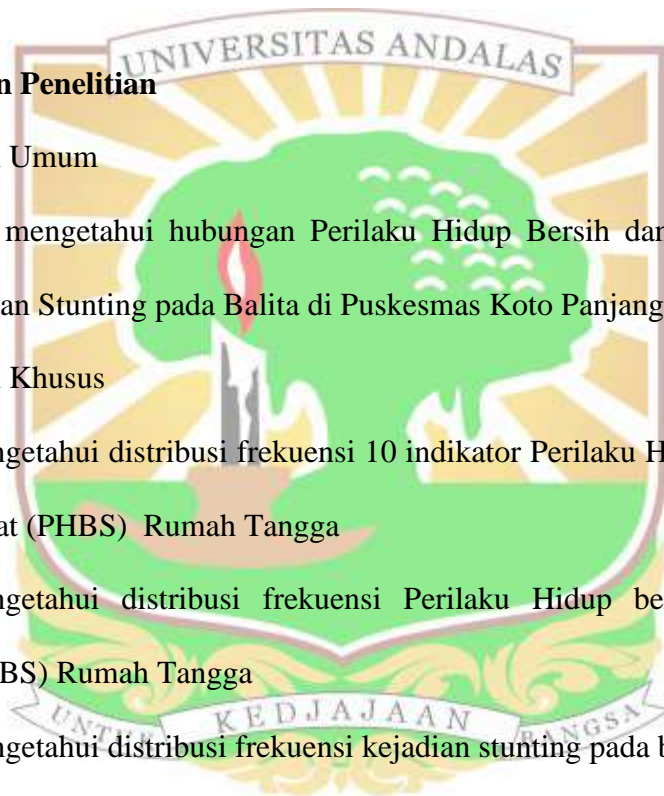 UNIVERSITAS ANDALAS
n Penelitian
Umum
mengetahui hubungan Perilaku Hidup Bersih dan
an Stunting pada Balita di Puskesmas Koto Panjang
Khusus
ngetahui distribusi frekuensi 10 indikator Perilaku H
at (PHBS) Rumah Tangga
ngetahui distribusi frekuensi Perilaku Hidup be
BS) Rumah Tangga
UNTUK KEDJAJAAN BANGSA
ngetahui distribusi frekuensi kejadian stunting pada b